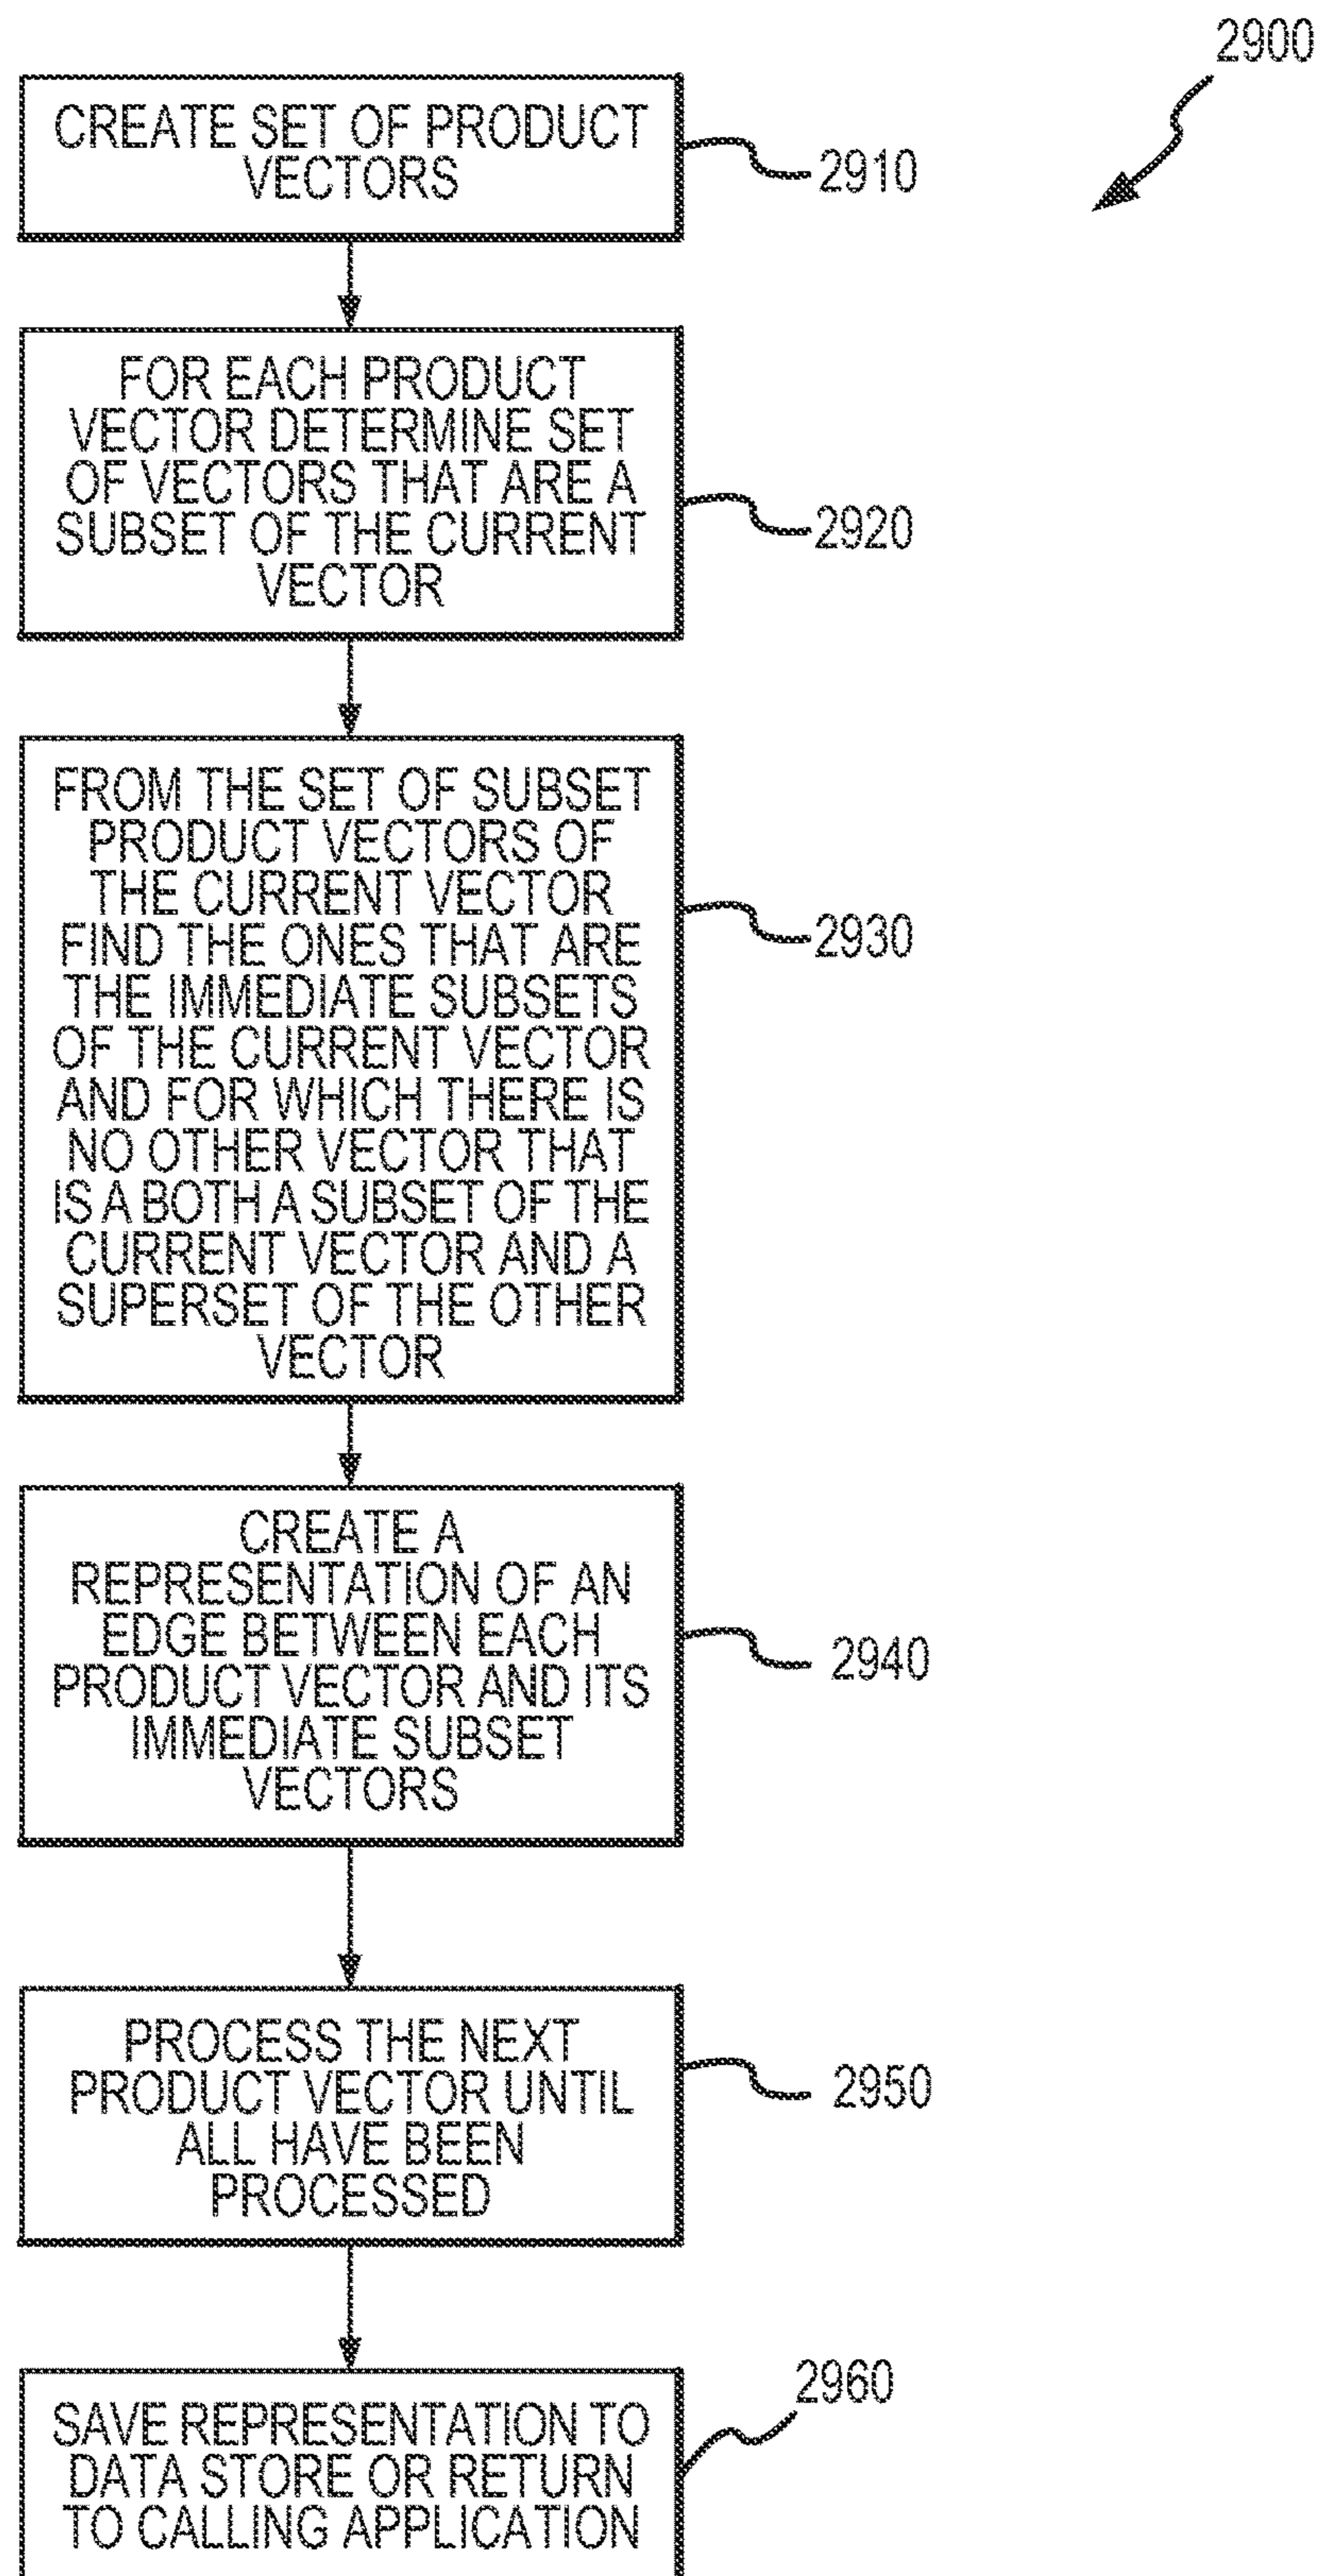 2900
CREATE SET OF PRODUCT
VECTORS
2910
FOR EACH PRODUCT
VECTOR DETERMINE SET
OF VECTORS THAT ARE A
SUBSET OF THE CURRENT
VECTOR
2920
FROM THE SET OF SUBSET
PRODUCT VECTORS OF
THE CURRENT VECTOR
FIND THE ONES THAT ARE
THE IMMEDIATE SUBSETS
OF THE CURRENT VECTOR
AND FOR WHICH THERE IS
NO OTHER VECTOR THAT
IS A BOTH A SUBSET OF THE
CURRENT VECTOR AND A
SUPERSET OF THE OTHER
VECTOR
2930
CREATE A
REPRESENTATION OF AN
EDGE BETWEEN EACH
PRODUCT VECTOR AND ITS
IMMEDIATE SUBSET
VECTORS
2940
PROCESS THE NEXT
PRODUCT VECTOR UNTIL
ALL HAVE BEEN
PROCESSED
2950
2960
SAVE REPRESENTATION TO
DATA STORE OR RETURN
TO CALLING APPLICATION